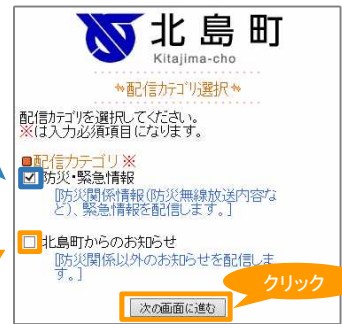 北島町
Kitajima-cho
配信カテゴリ選択
配信カテゴリを選択してください。
※は入力必須項目になります。
■配信カテゴリ ※
防災・緊急情報
[防災関係情報(防災無線放送内容な
ど)、緊急情報を配信します。]
北島町からのお知らせ
[防災関係以外のお知らせを配信しま
す。]
クリック
次の画面に進む